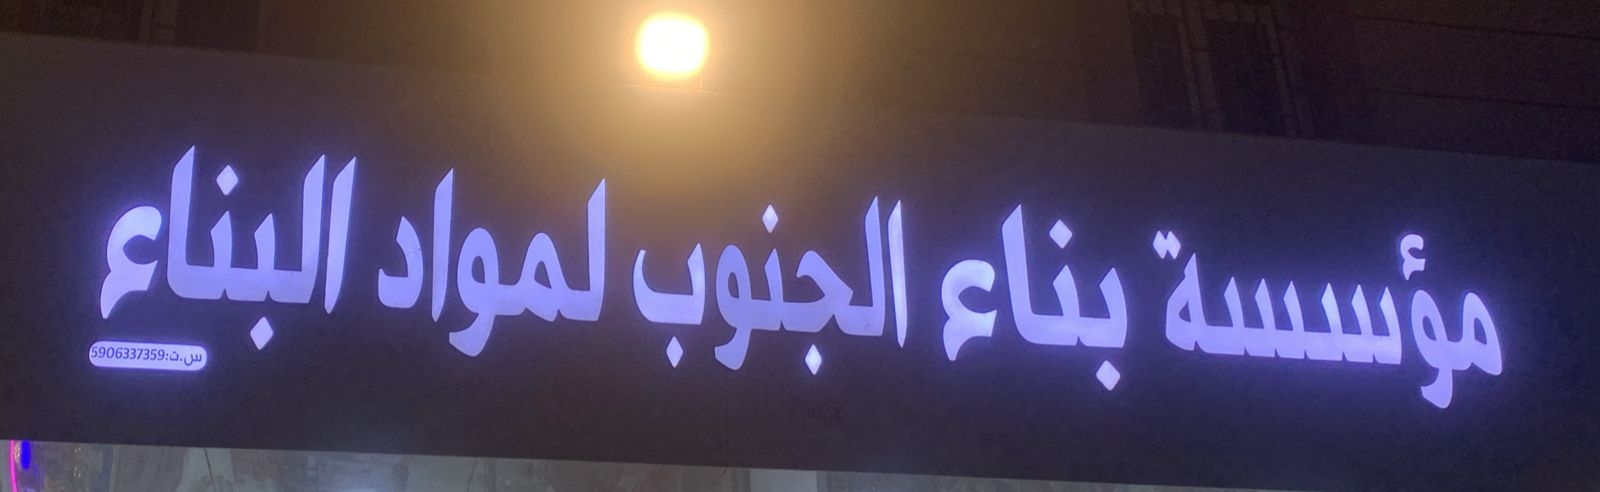 مؤسسة بناء الجنوب لمواد البناء
س.ت:5906337359